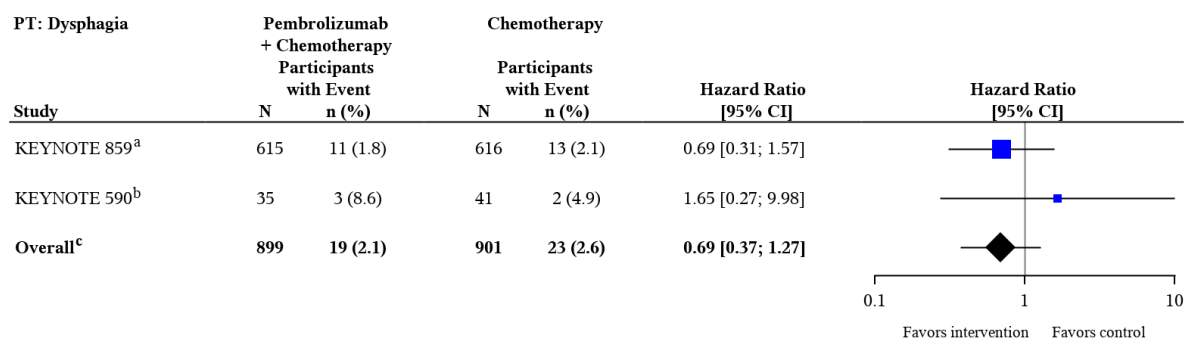 PT: Dysphagia Pembrolizumab Chemotherapy
+ Chemotherapy
Participants Participants
with Event with Event Hazard Ratio Hazard Ratio
Study N n (%) N n (%) [95% CI] [95% CI]
KEYNOTE 859a 615 11 (1.8) 616 13 (2.1) 0.69 [0.31; 1.57]
KEYNOTE 590b 35 3 (8.6) 41 2 (4.9) 1.65 [0.27; 9.98]
Overallc 899 19 (2.1) 901 23 (2.6) 0.69 [0.37; 1.27]
0.1 1 10
Favors intervention Favors control